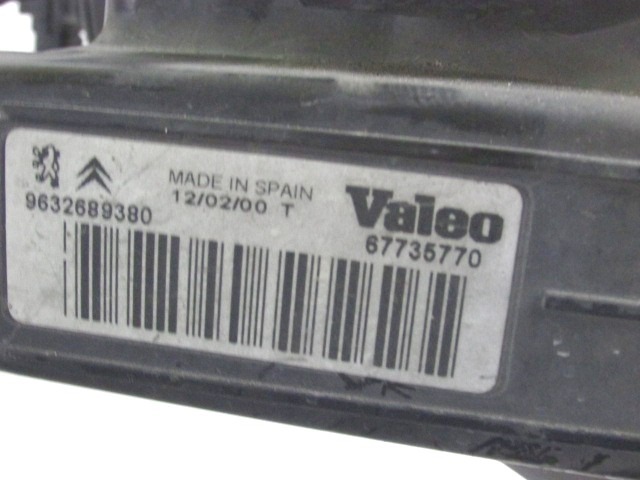 MADE IN SPAIN
12/02/00 T
Valeo
9632689380
67735770